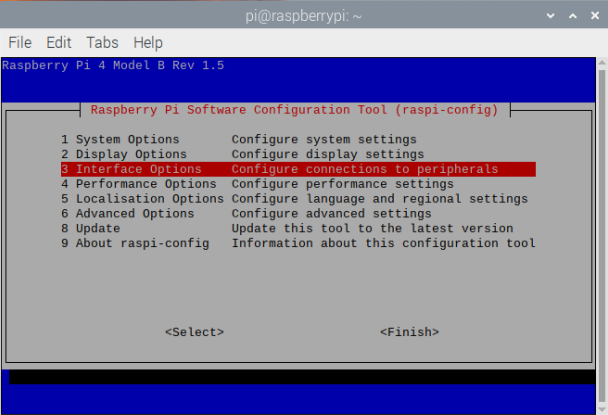 pi@raspberrypi: ~
File Edit Tabs Help
Raspberry Pi 4 Model B Rev 1.5
Raspberry Pi Software Configuration Tool (raspi-config)
1 System Options Configure system settings
2 Display Options Configure display settings
3 Interface Options Configure connections to peripherals
4 Performance Options Configure performance settings
5 Localisation Options Configure language and regional settings
6 Advanced Options Configure advanced settings
8 Update Update this tool to the latest version
9 About raspi-config Information about this configuration tool
<Select> <Finish>